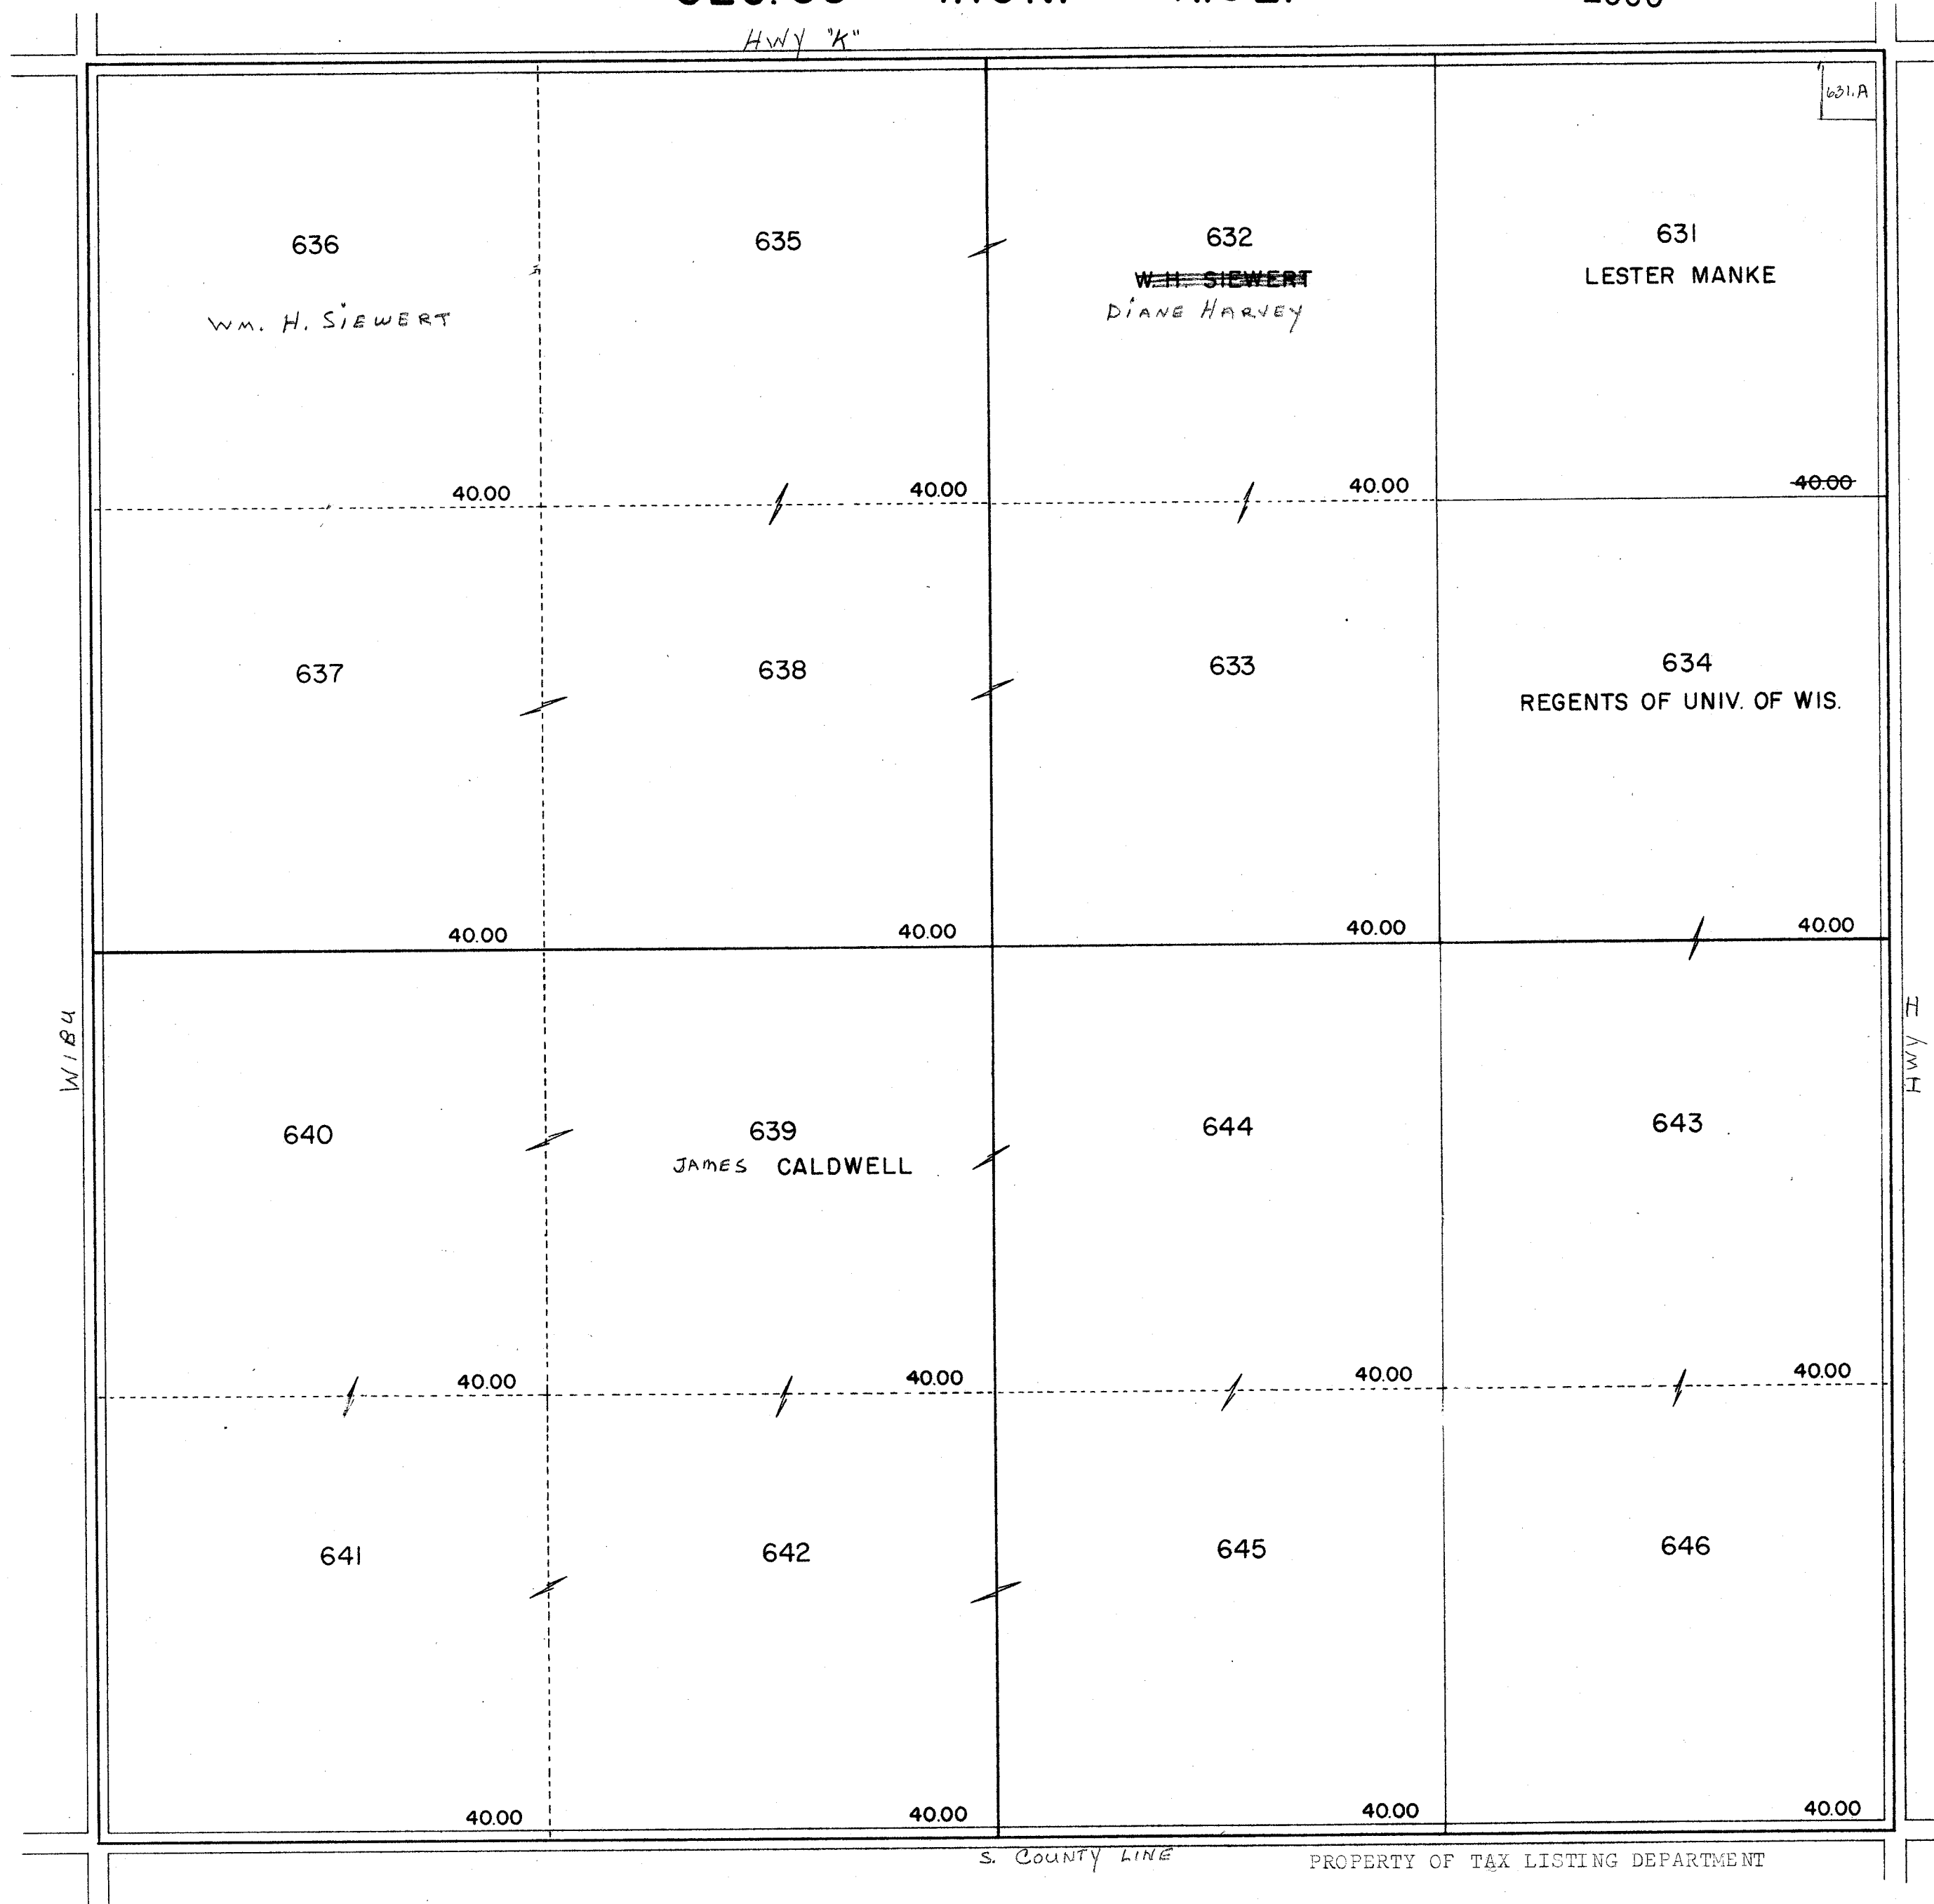 HWY "K"
631.A
636
635
632
631
W.H. SIEWERT
LESTER MANKE
WM. H. SIEWERT
DIANE HARVEY
40.00
40.00
40.00
40.00
637
638
633
634
REGENTS OF UNIV. OF WIS.
40.00
40.00
40.00
40.00
WIBU
HWY I
640
639
644
643
JAMES CALDWELL
40.00
40.00
40.00
40.00
641
642
645
646
40.00
40.00
40.00
40.00
S. COUNTY LINE
PROPERTY OF TAX LISTING DEPARTMENT